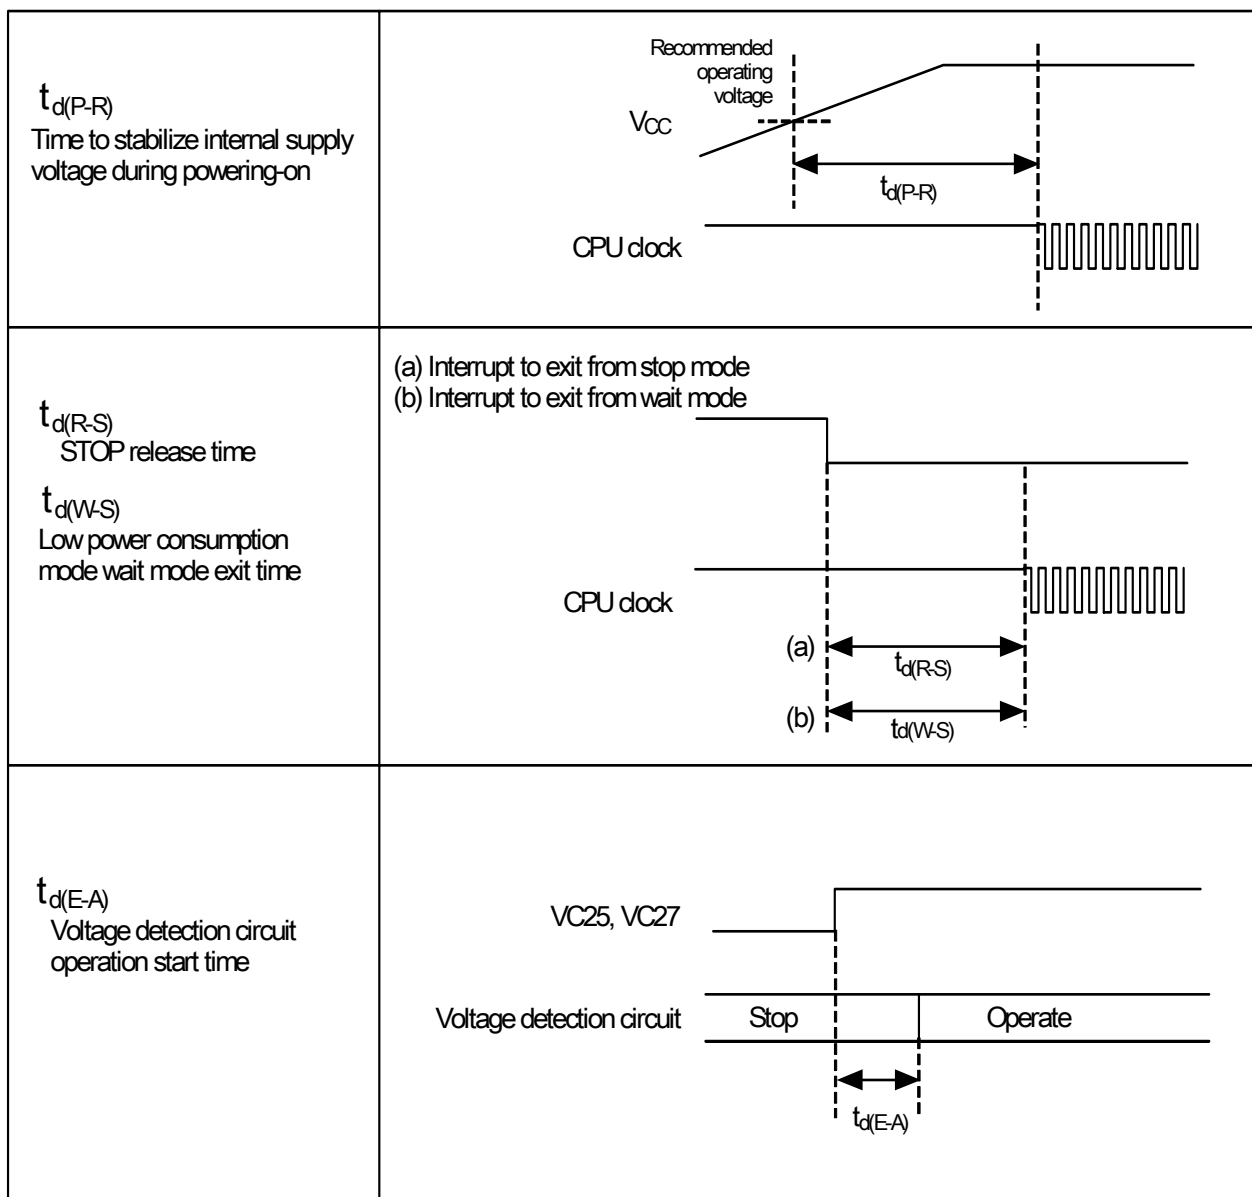 td(P-R)
Time to stabilize internal supply
voltage during powering-on
Recommended
operating
voltage
VCC
td(P-R)
CPU clock
td(R-S)
STOP release time
td(W-S)
Low power consumption
mode wait mode exit time
(a) Interrupt to exit from stop mode
(b) Interrupt to exit from wait mode
CPU clock
(a)
td(R-S)
(b)
td(W-S)
td(E-A)
Voltage detection circuit
operation start time
VC25, VC27
Voltage detection circuit
Stop
Operate
td(E-A)